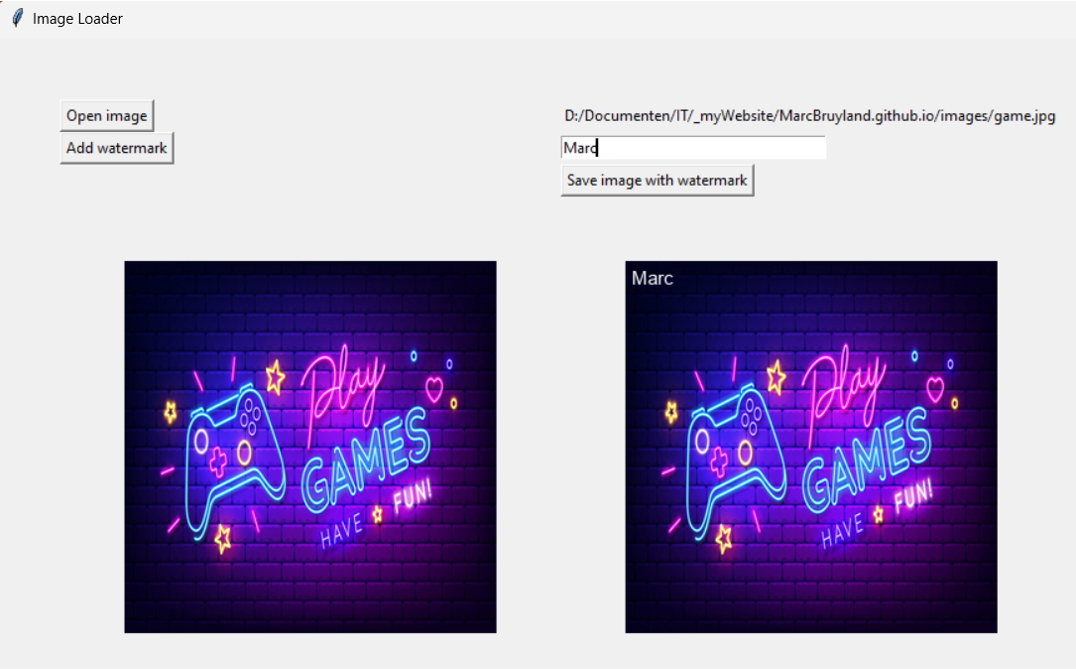 Image Loader
Open image
D:/Documenten/IT/_myWebsite/MarcBruyland.github.io/images/game.jpg
Add watermark
Marc
Save image with watermark
Play
GAMES
HAVE FUN!
Marc
Play
GAMES
HAVE FUN!